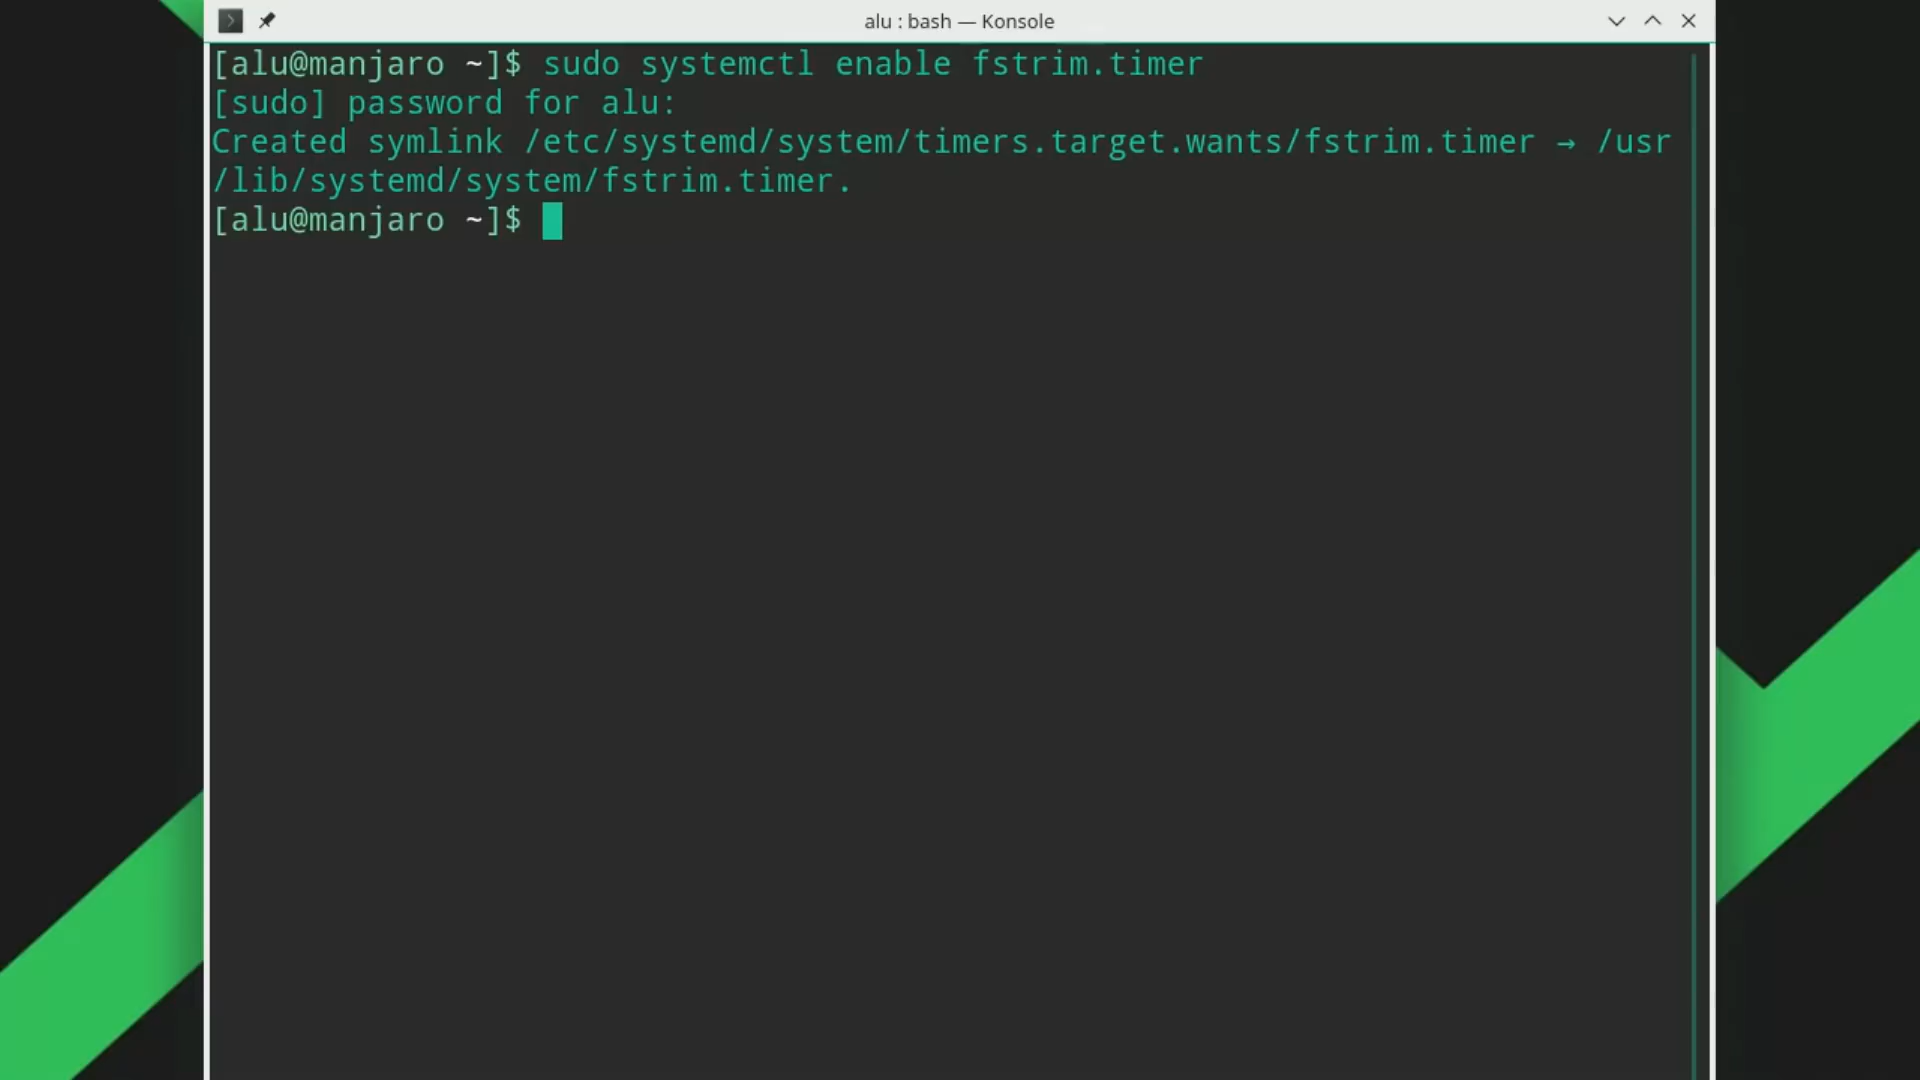 alu : bash — Konsole
[alu@manjaro ~]$ sudo systemctl enable fstrim.timer
[sudo] password for alu:
Created symlink /etc/systemd/system/timers.target.wants/fstrim.timer → /usr
/lib/systemd/system/fstrim.timer.
[alu@manjaro ~]$